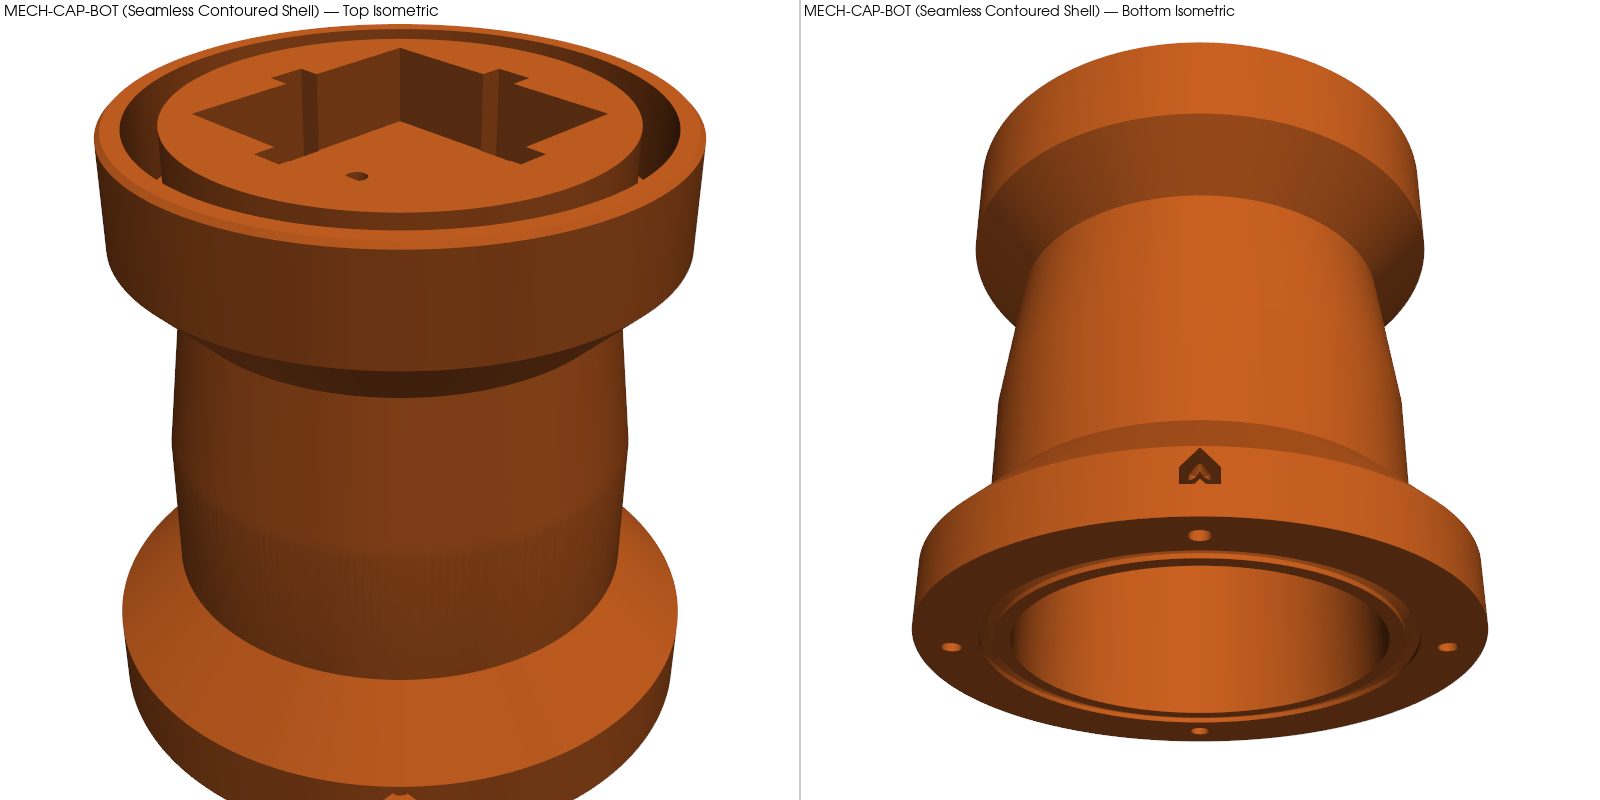 MECH-CAP-BOT (Seamless Contoured Shell) — Top Isometric
MECH-CAP-BOT (Seamless Contoured Shell) — Bottom Isometric